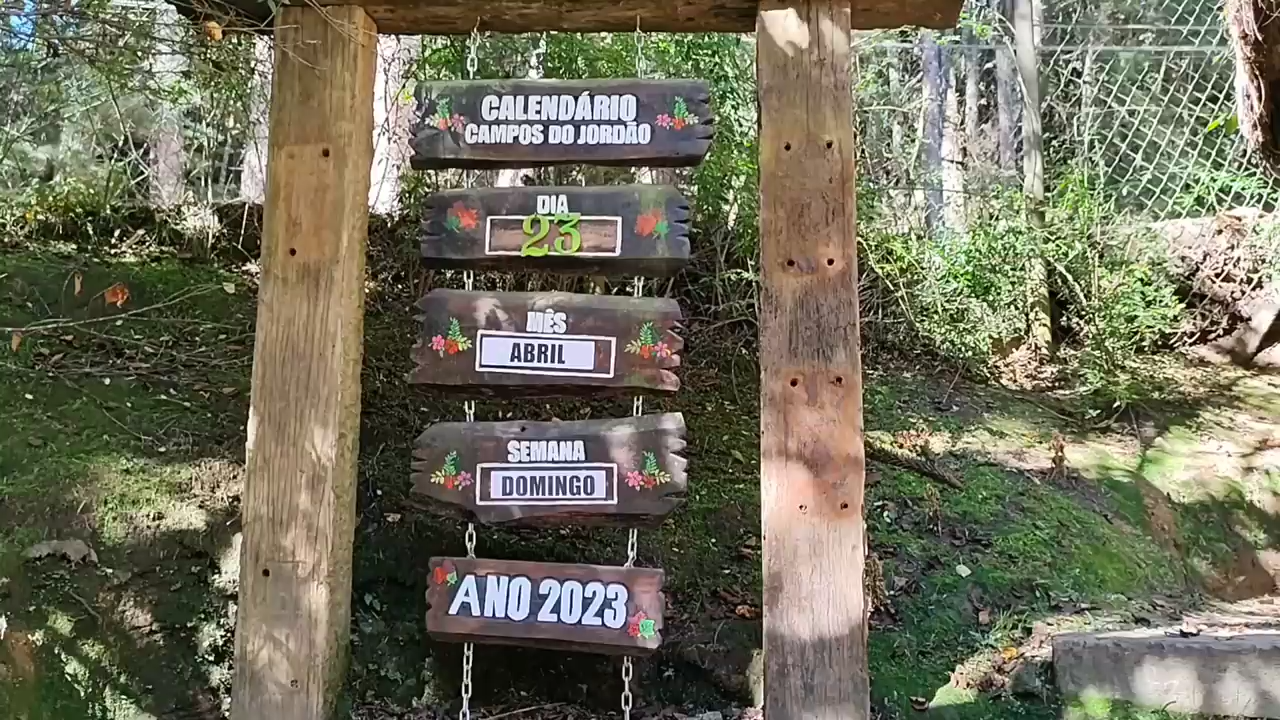 CALENDÁRIO
CAMPOS DO JORDÃO
DIA
23
MÊS
ABRIL
SEMANA
DOMINGO
ANO 2023